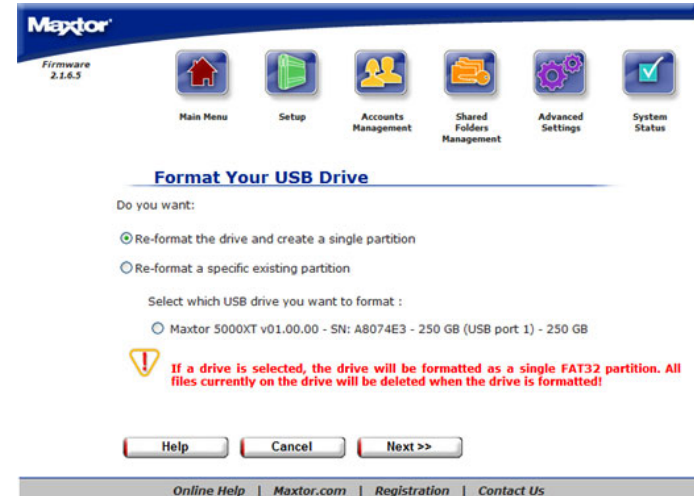 Maxtor
Firmware
2.1.6.5
Main Menu
Setup
Accounts
Management
Shared
Folders
Management
Advanced
Settings
System
Status
Format Your USB Drive
Do you want:
Re-format the drive and create a single partition
Re-format a specific existing partition
Select which USB drive you want to format :
Maxtor 5000XT v01.00.00 - SN: A8074E3 - 250 GB (USB port 1) - 250 GB
If a drive is selected, the drive will be formatted as a single FAT32 partition. All
files currently on the drive will be deleted when the drive is formatted!
Help
Cancel
Next >>
Online Help | Maxtor.com | Registration | Contact Us